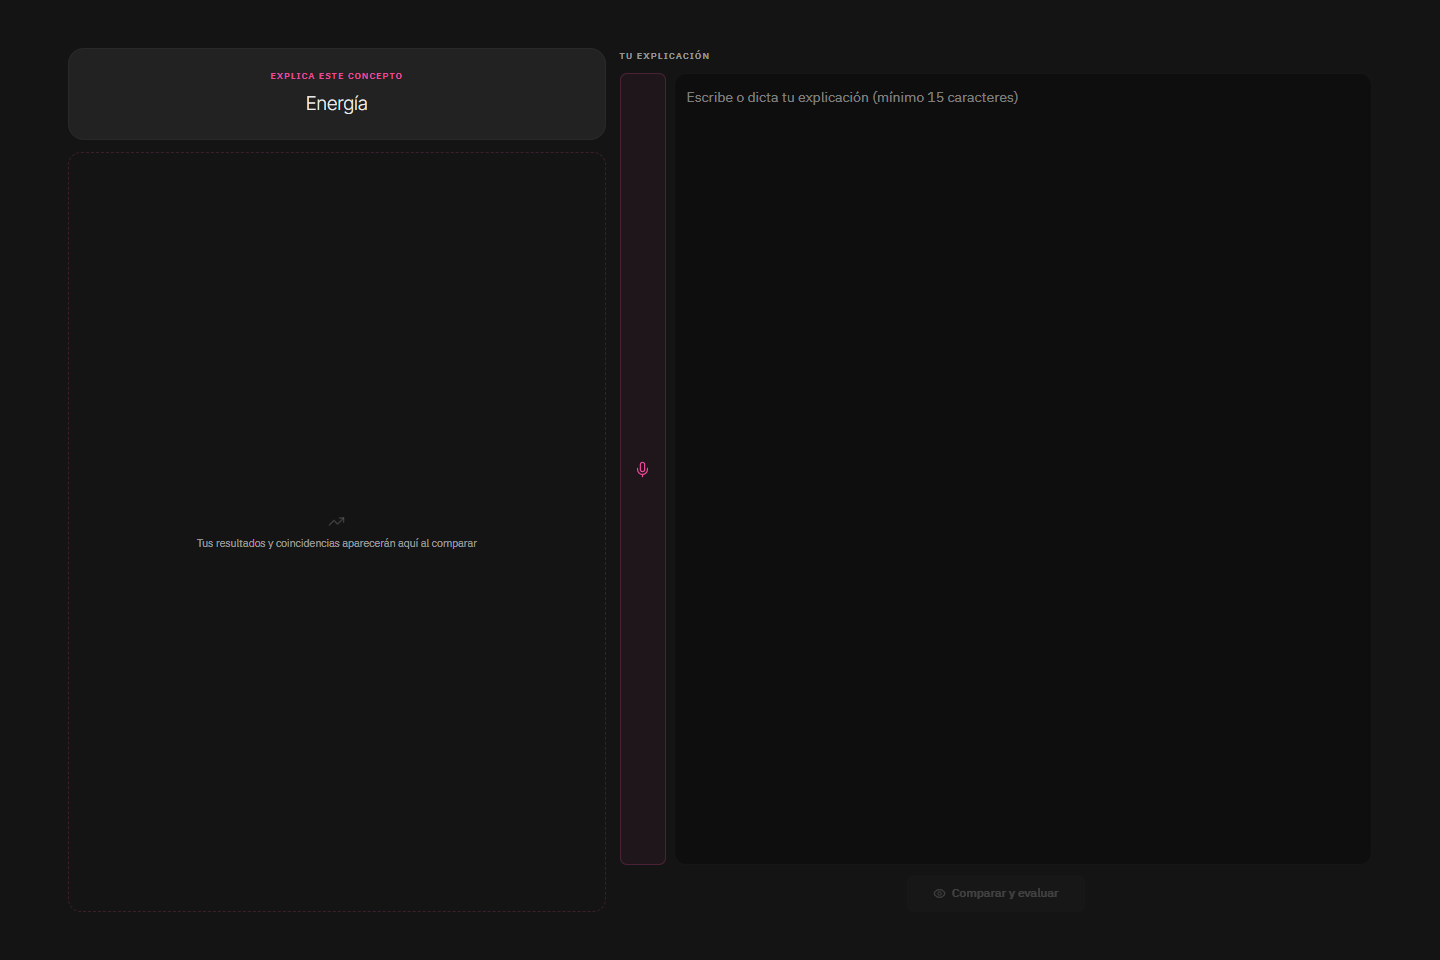 EXPLICA ESTE CONCEPTO
Energía
Tus resultados y coincidencias aparecerán aquí al comparar
TU EXPLICACIÓN
Escribe o dicta tu explicación (mínimo 15 caracteres)
Comparar y evaluar